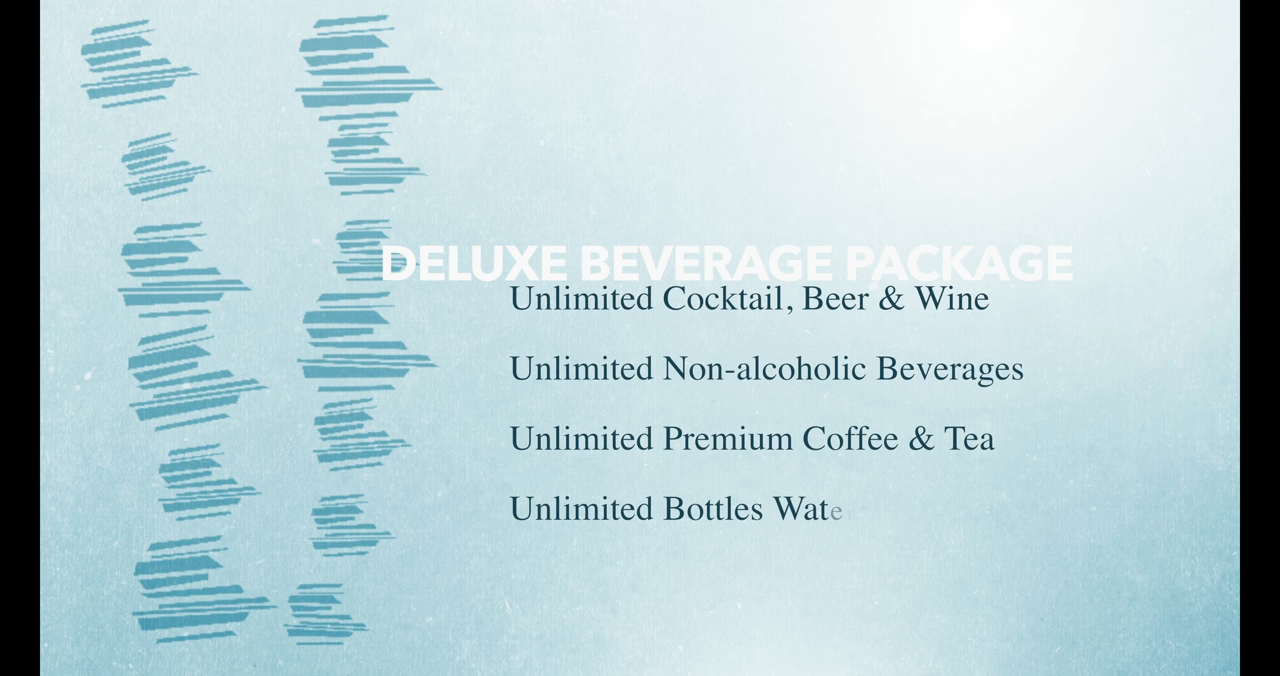 DELUXE BEVERAGE PACKAGE
Unlimited Cocktail, Beer & Wine
Unlimited Non-alcoholic Beverages
Unlimited Premium Coffee & Tea
Unlimited Bottles Wate